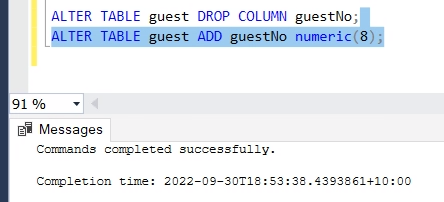 ALTER TABLE guest DROP COLUMN guestNo;
ALTER TABLE guest ADD guestNo numeric(8);
91 %
Messages
Commands completed successfully.
Completion time: 2022-09-30T18:53:38.4393861+10:00